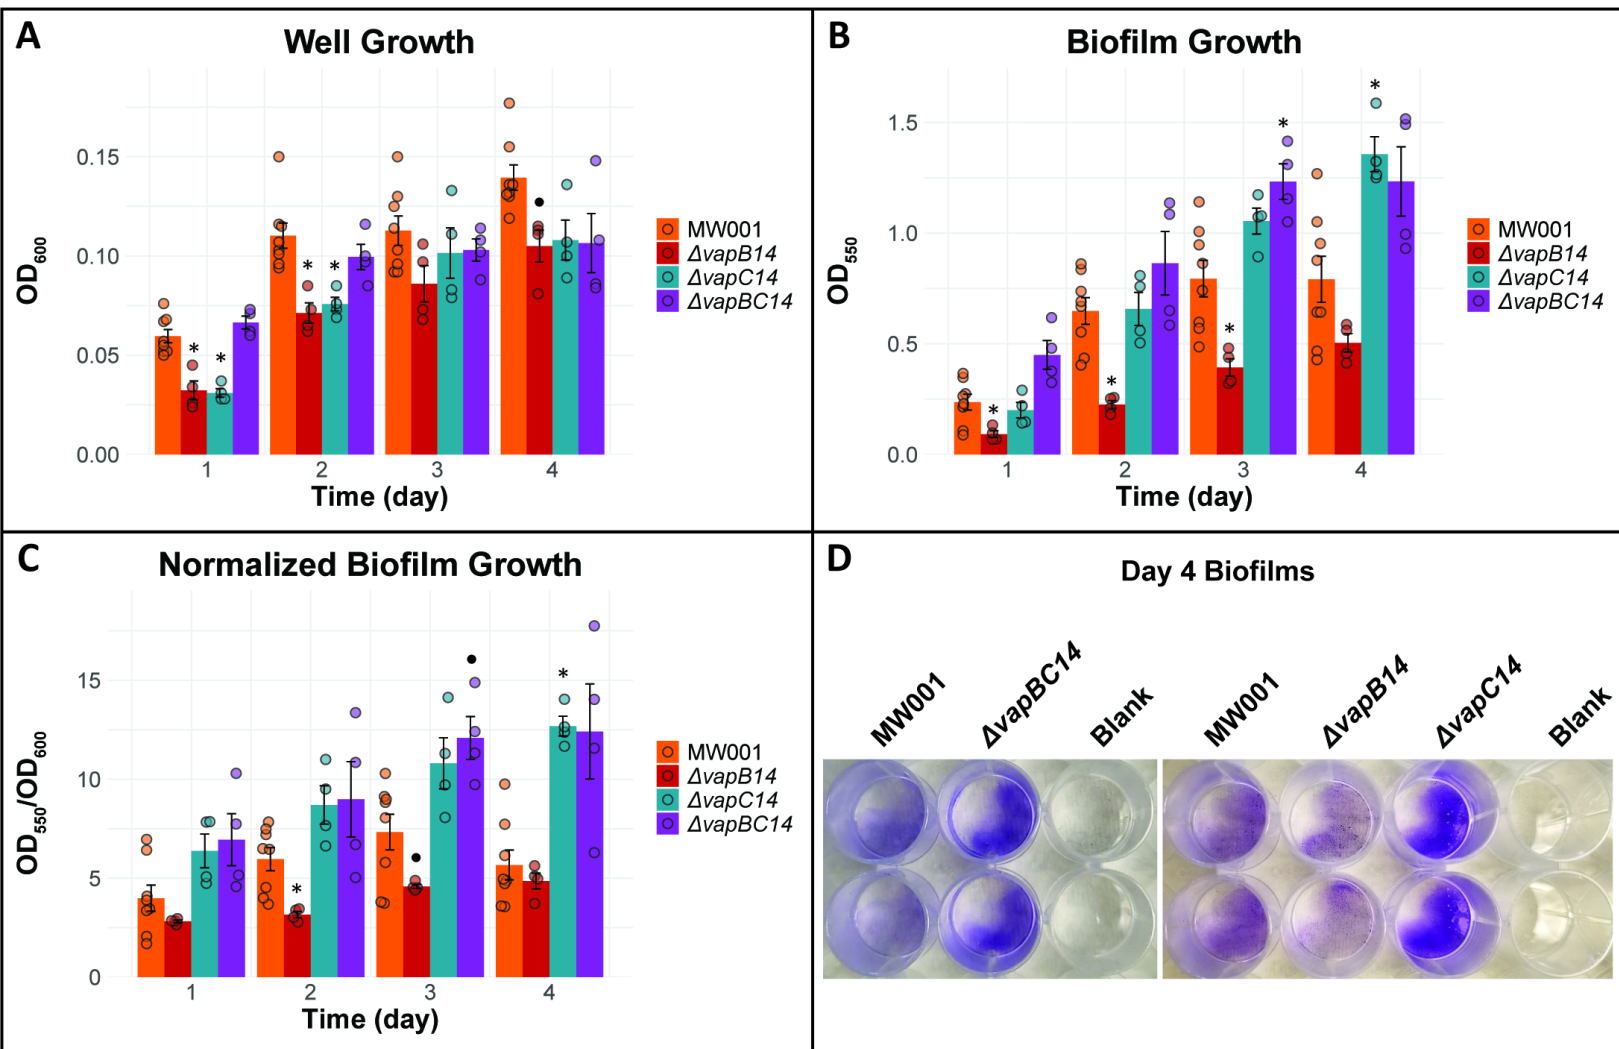 A
Well Growth
0.15
0.10
0.05
0.00
OD600
1 2 3 4
Time (day)
MW001
ΔvapB14
ΔvapC14
ΔvapBC14
* * * * •
B
Biofilm Growth
1.5
1.0
0.5
0.0
OD550
1 2 3 4
Time (day)
MW001
ΔvapB14
ΔvapC14
ΔvapBC14
* * * * *
C
Normalized Biofilm Growth
15
10
5
0
OD550/OD600
1 2 3 4
Time (day)
MW001
ΔvapB14
ΔvapC14
ΔvapBC14
* • • *
D
Day 4 Biofilms
MW001
ΔvapBC14
Blank
MW001
ΔvapB14
ΔvapC14
Blank